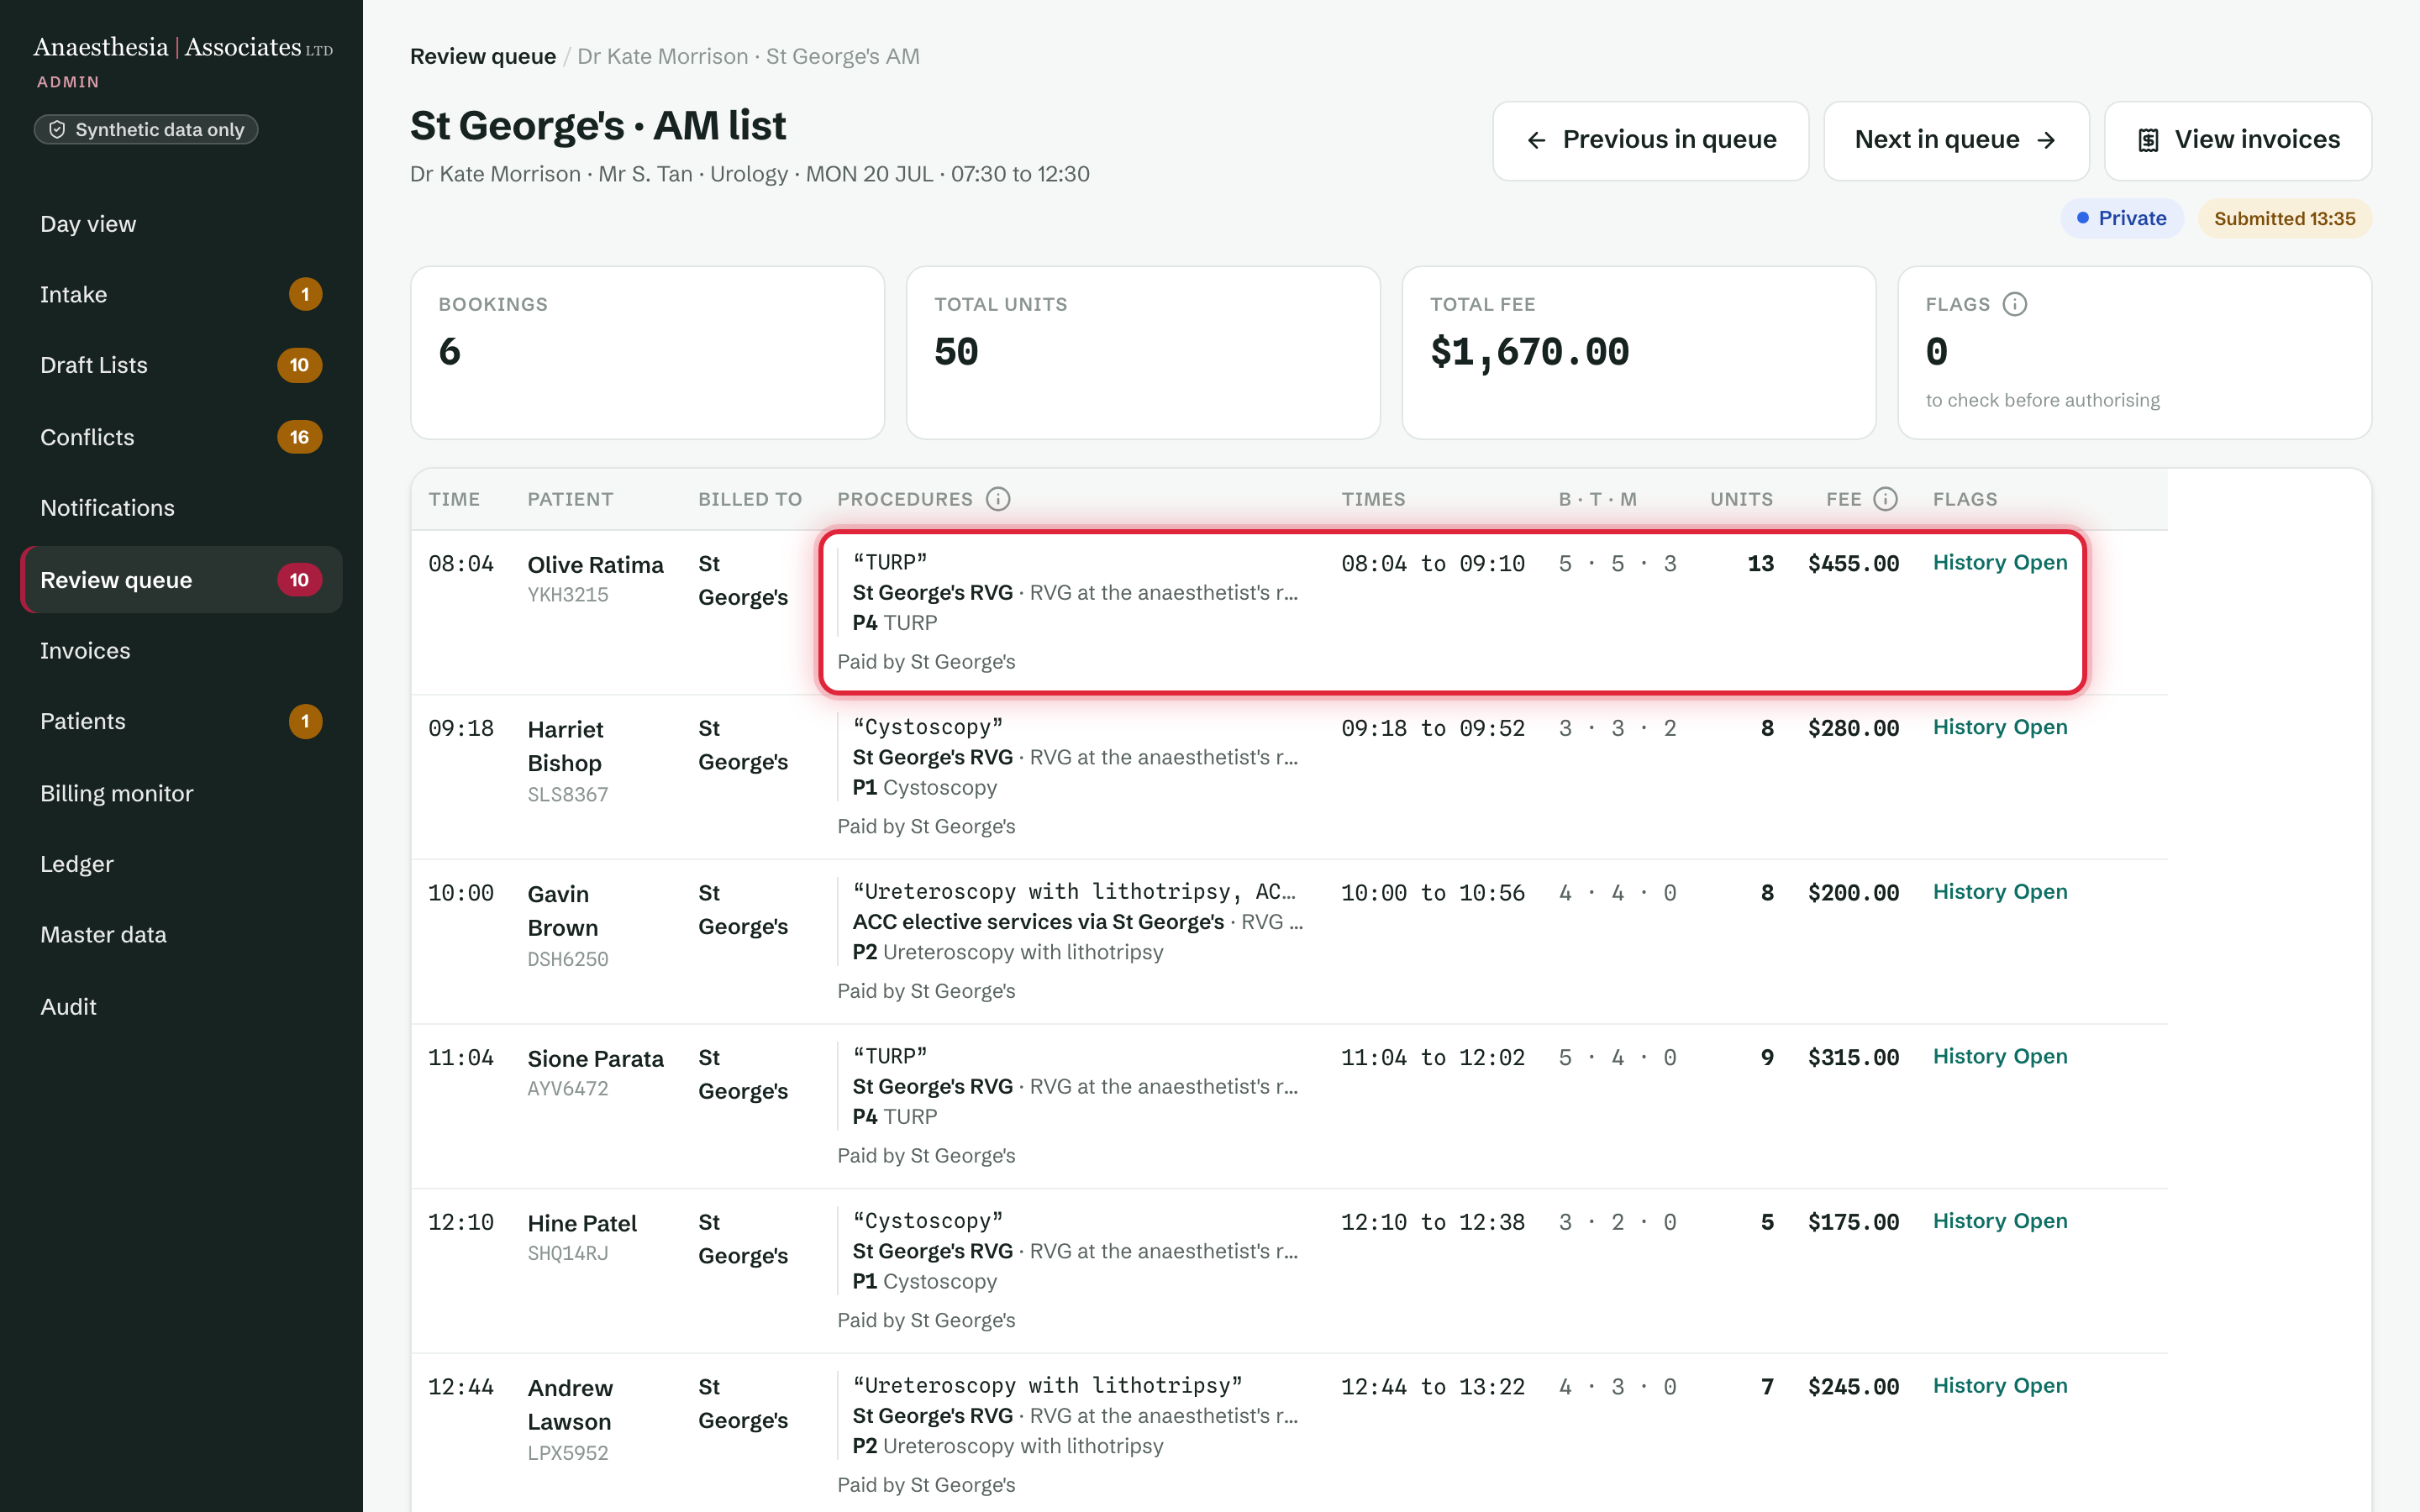 Anaesthesia | Associates LTD
ADMIN
Synthetic data only
Day view
Intake 1
Draft Lists 10
Conflicts 16
Notifications
Review queue 10
Invoices
Patients 1
Billing monitor
Ledger
Master data
Audit
Review queue / Dr Kate Morrison · St George's AM
St George's · AM list
Dr Kate Morrison · Mr S. Tan · Urology · MON 20 JUL · 07:30 to 12:30
← Previous in queue
Next in queue →
View invoices
Private
Submitted 13:35
BOOKINGS
6
TOTAL UNITS
50
TOTAL FEE
$1,670.00
FLAGS
0
to check before authorising
TIME PATIENT BILLED TO PROCEDURES TIMES B · T · M UNITS FEE FLAGS
08:04 Olive Ratima St “TURP” 08:04 to 09:10 5 · 5 · 3 13 $455.00 History Open
YKH3215 George's St George's RVG · RVG at the anaesthetist's r...
P4 TURP
Paid by St George's
09:18 Harriet St “Cystoscopy” 09:18 to 09:52 3 · 3 · 2 8 $280.00 History Open
Bishop George's St George's RVG · RVG at the anaesthetist's r...
SLS8367 P1 Cystoscopy
Paid by St George's
10:00 Gavin St “Ureteroscopy with lithotripsy, AC... 10:00 to 10:56 4 · 4 · 0 8 $200.00 History Open
Brown George's ACC elective services via St George's · RVG ...
DSH6250 P2 Ureteroscopy with lithotripsy
Paid by St George's
11:04 Sione Parata St “TURP” 11:04 to 12:02 5 · 4 · 0 9 $315.00 History Open
AYV6472 George's St George's RVG · RVG at the anaesthetist's r...
P4 TURP
Paid by St George's
12:10 Hine Patel St “Cystoscopy” 12:10 to 12:38 3 · 2 · 0 5 $175.00 History Open
SHQ14RJ George's St George's RVG · RVG at the anaesthetist's r...
P1 Cystoscopy
Paid by St George's
12:44 Andrew St “Ureteroscopy with lithotripsy” 12:44 to 13:22 4 · 3 · 0 7 $245.00 History Open
Lawson George's St George's RVG · RVG at the anaesthetist's r...
LPX5952 P2 Ureteroscopy with lithotripsy
Paid by St George's